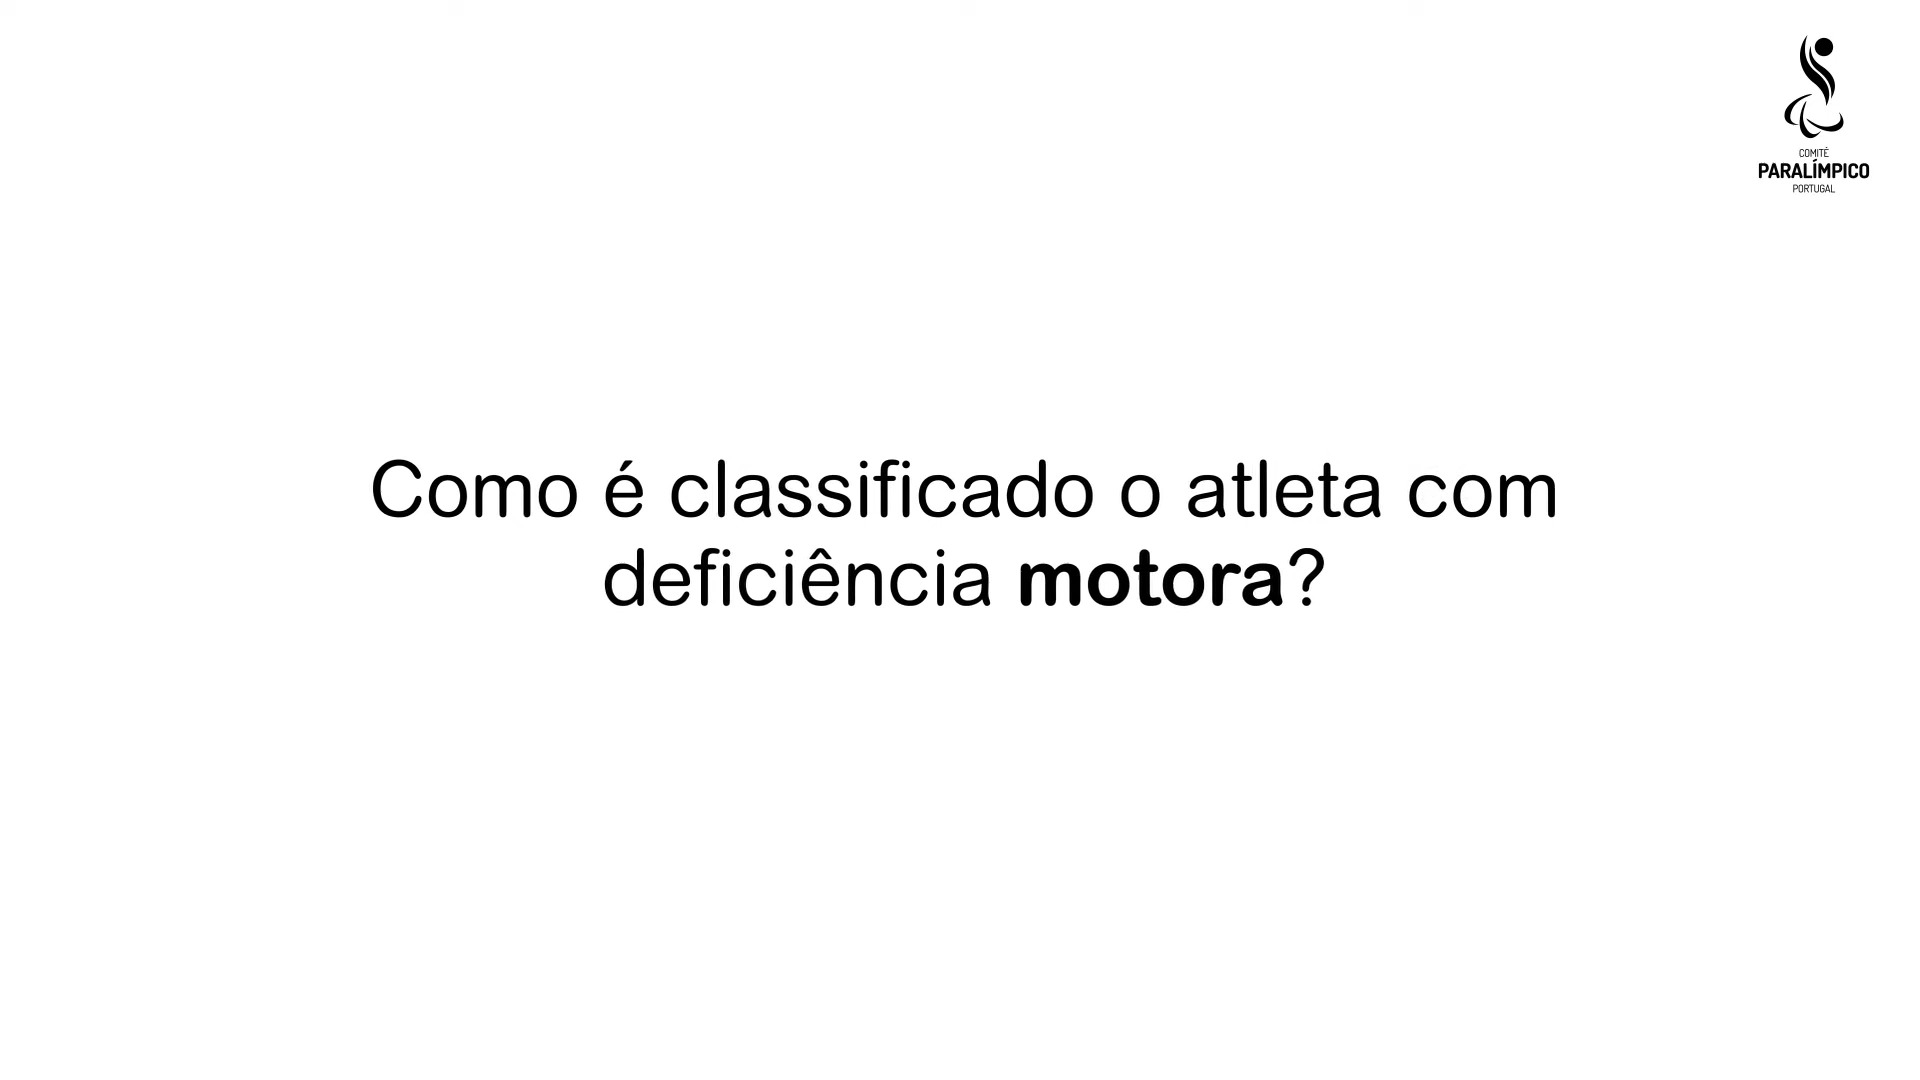 COMITÉ
PARALÍMPICO
PORTUGAL
Como é classificado o atleta com
deficiência motora?